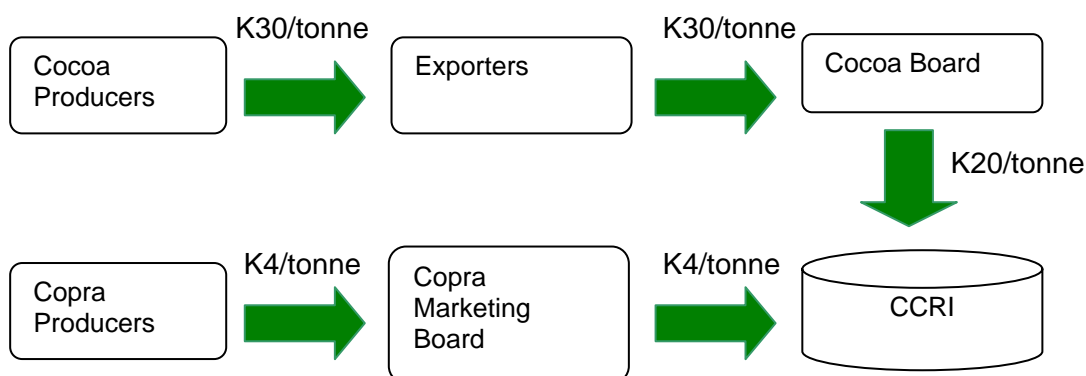 K30/tonne
K30/tonne
Cocoa
Producers
Exporters
Cocoa Board
K20/tonne
K4/tonne
K4/tonne
Copra
Producers
Copra
Marketing
Board
CCRI